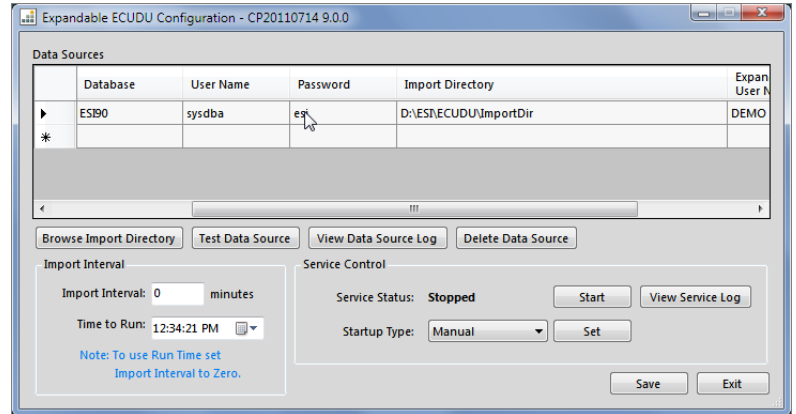 Expandable ECUDU Configuration - CP20110714 9.0.0
Data Sources
Database User Name Password Import Directory Expan
User N
ESI90 sysdba esi D:\ESI\ECUDU\ImportDir DEMO
Browse Import Directory Test Data Source View Data Source Log Delete Data Source
Import Interval Service Control
Import Interval: 0 minutes Service Status: Stopped Start View Service Log
Time to Run: 12:34:21 PM Startup Type: Manual Set
Note: To use Run Time set
Import Interval to Zero.
Save Exit